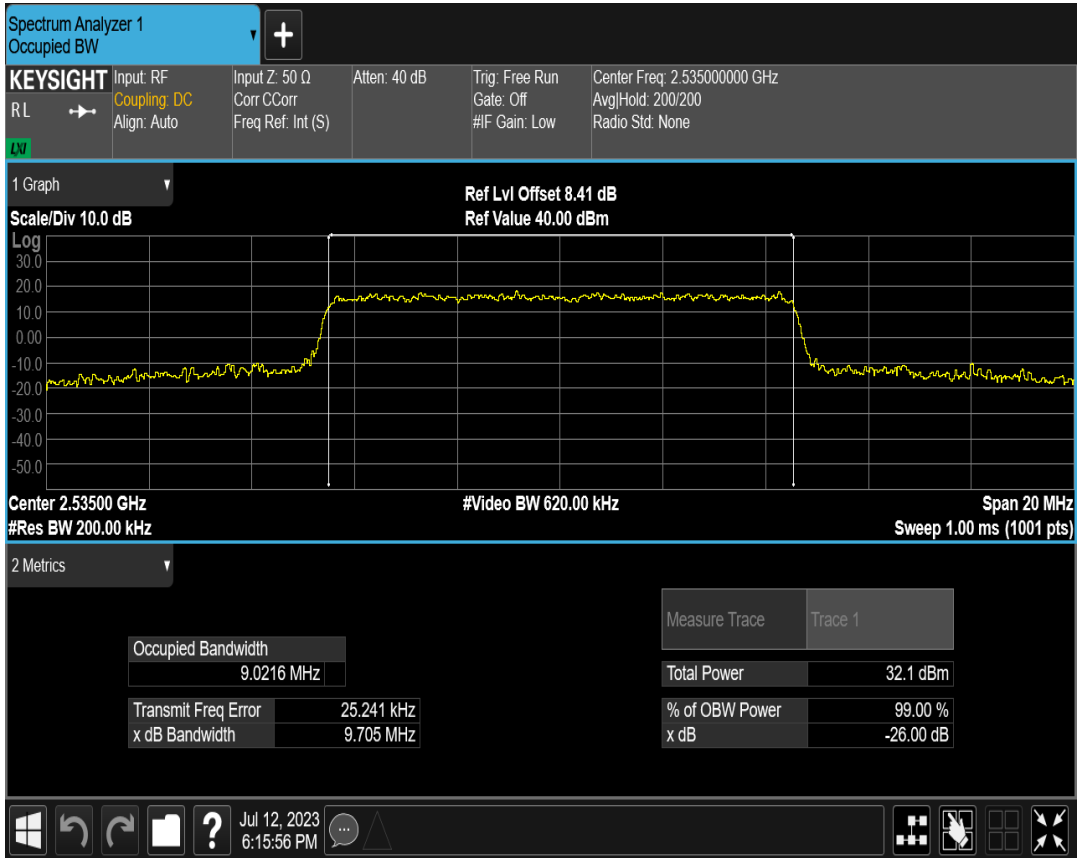 Spectrum Analyzer 1
Occupied BW
KEYSIGHT
R L
LXI
Input: RF
Coupling: DC
Align: Auto
Input Z: 50 Ω
Corr CCorr
Freq Ref: Int (S)
Atten: 40 dB
Trig: Free Run
Gate: Off
#IF Gain: Low
Center Freq: 2.535000000 GHz
Avg|Hold: 200/200
Radio Std: None
1 Graph
Scale/Div 10.0 dB
Ref Lvl Offset 8.41 dB
Ref Value 40.00 dBm
Log
30.0
20.0
10.0
0.00
-10.0
-20.0
-30.0
-40.0
-50.0
Center 2.53500 GHz
#Video BW 620.00 kHz
Span 20 MHz
#Res BW 200.00 kHz
Sweep 1.00 ms (1001 pts)
2 Metrics
Measure Trace Trace 1
Occupied Bandwidth
9.0216 MHz
Total Power 32.1 dBm
Transmit Freq Error 25.241 kHz
% of OBW Power 99.00 %
x dB Bandwidth 9.705 MHz
x dB -26.00 dB
?
Jul 12, 2023
6:15:56 PM